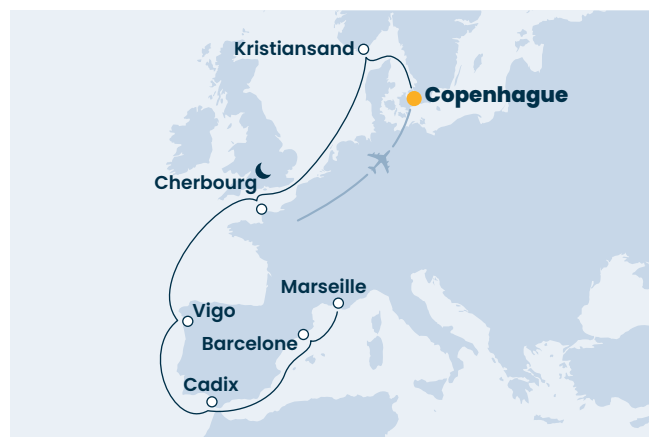 Kristiansand
Copenhague
Cherbourg
Marseille
Vigo
Barcelone
Cadix